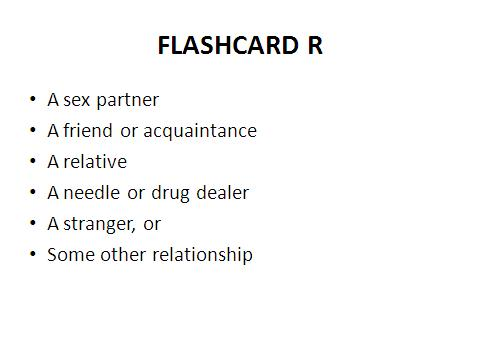 FLASHCARD R
• A sex partner
• A friend or acquaintance
• A relative
• A needle or drug dealer
• A stranger, or
• Some other relationship